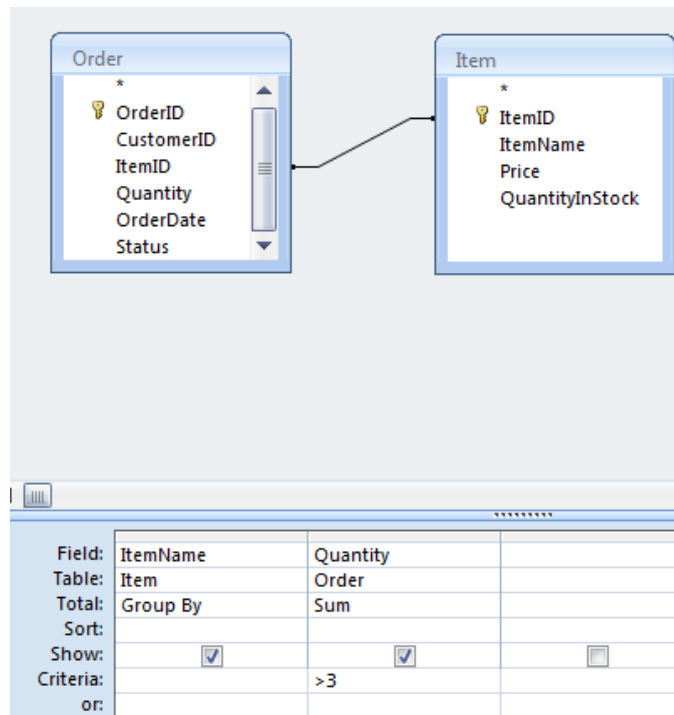 Order
*
OrderID
CustomerID
ItemID
Quantity
OrderDate
Status
Item
*
ItemID
ItemName
Price
QuantityInStock
Field: ItemName Quantity
Table: Item Order
Total: Group By Sum
Sort:
Show:
Criteria: >3
or: